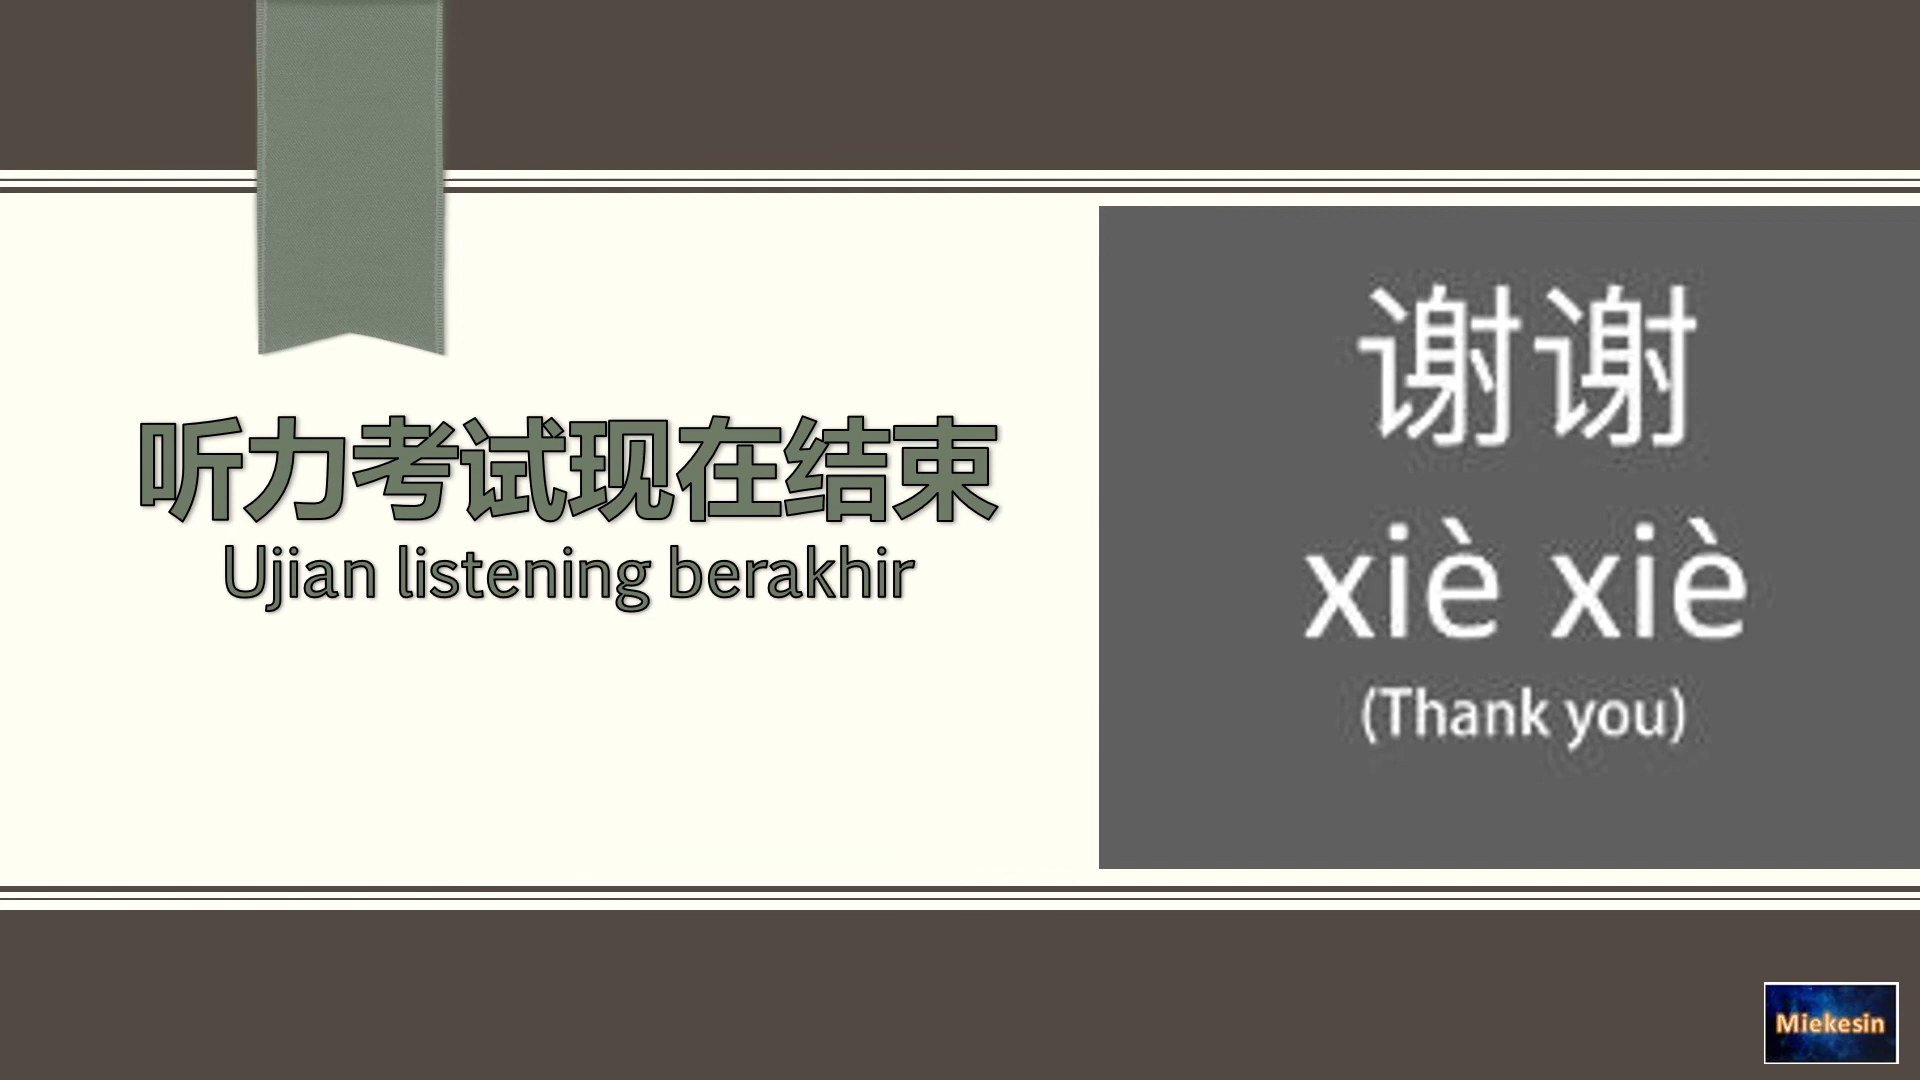 听力考试现在结束
Ujian listening berakhir
谢谢
xiè xiè
(Thank you)
Miekesin